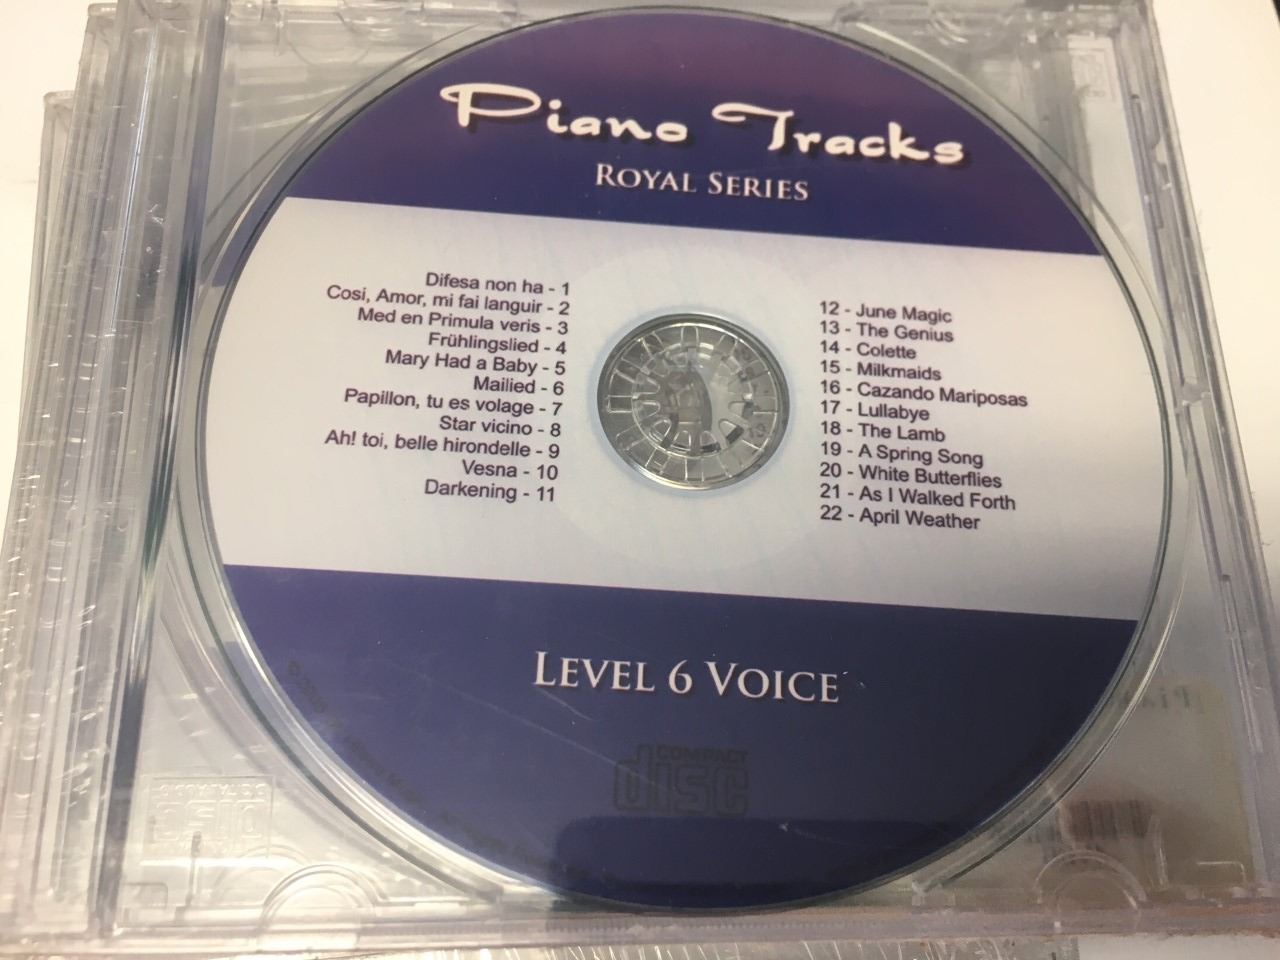 Piano Tracks
ROYAL SERIES
Difesa non ha - 1
Cosi, Amor, mi fai languir - 2
Med en Primula veris - 3
Frühlingslied - 4
Mary Had a Baby - 5
Mailied - 6
Papillon, tu es volage - 7
Star vicino - 8
Ah! toi, belle hirondelle - 9
Vesna - 10
Darkening - 11
12 - June Magic
13 - The Genius
14 - Colette
15 - Milkmaids
16 - Cazando Mariposas
17 - Lullabye
18 - The Lamb
19 - A Spring Song
20 - White Butterflies
21 - As I Walked Forth
22 - April Weather
LEVEL 6 VOICE
COMPACT
disc